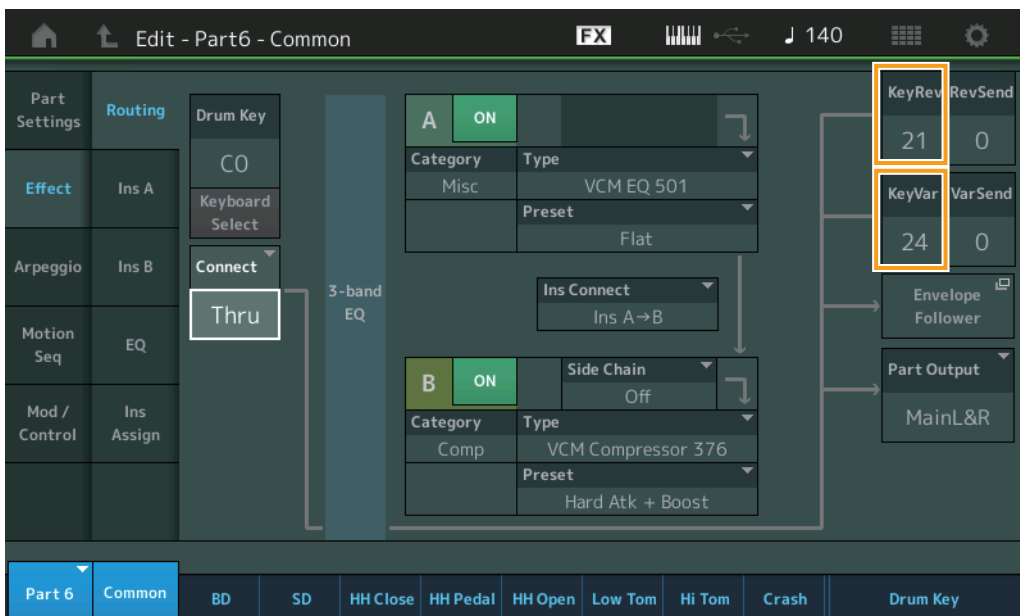 Edit - Part6 - Common
FX
♩ 140
Part Settings
Routing
Effect
Ins A
Arpeggio
Ins B
Motion Seq
EQ
Mod / Control
Ins Assign
Drum Key
C0
Keyboard Select
Connect
Thru
3-band EQ
A
ON
Category
Type
Misc
VCM EQ 501
Preset
Flat
Ins Connect
Ins A→B
B
ON
Side Chain
Off
Category
Type
Comp
VCM Compressor 376
Preset
Hard Atk + Boost
KeyRev
RevSend
21
0
KeyVar
VarSend
24
0
Envelope Follower
Part Output
MainL&R
Part 6
Common
BD
SD
HH Close
HH Pedal
HH Open
Low Tom
Hi Tom
Crash
Drum Key